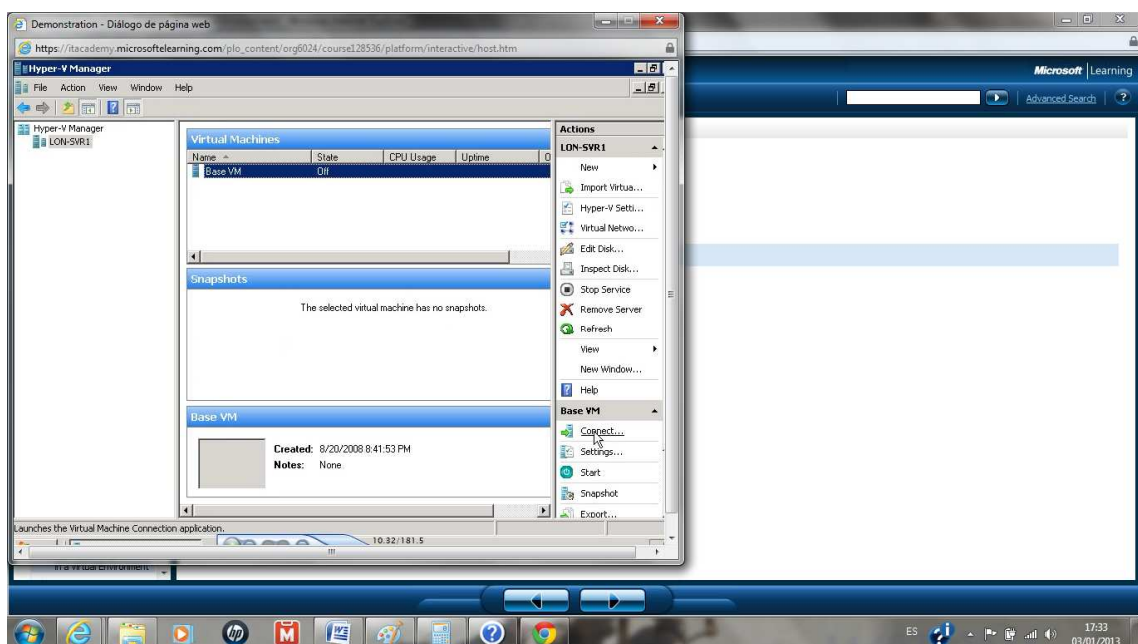 Demonstration - Diálogo de página web
https://itacademy.microsoftelearning.com/plo_content/org6024/course128536/platform/interactive/host.htm
Hyper-V Manager
Microsoft | Learning
File Action View Window Help
Advanced Search
Hyper-V Manager
LON-SVR1
Virtual Machines
Name State CPU Usage Uptime O
Base VM Off
Snapshots
The selected virtual machine has no snapshots.
Base VM
Created: 8/20/2008 8:41:53 PM
Notes: None
Actions
LON-SVR1
New
Import Virtua...
Hyper-V Setti...
Virtual Netwo...
Edit Disk...
Inspect Disk...
Stop Service
Remove Server
Refresh
View
New Window...
Help
Base VM
Connect...
Settings...
Start
Snapshot
Export...
Launches the Virtual Machine Connection application.
10.32/181.5
in a Virtual Environment
ES
17:33
03/01/2013